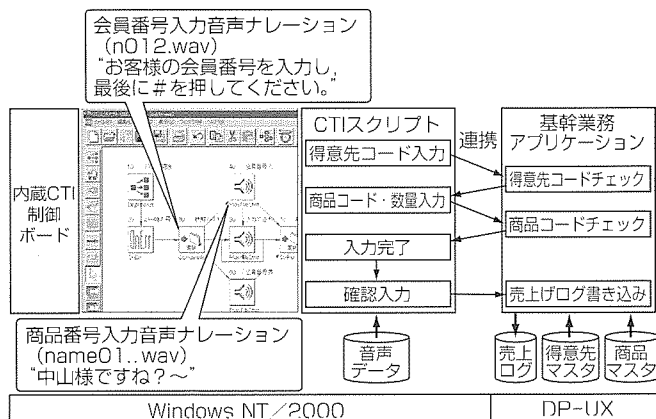 会員番号入力音声ナレーション
(n012.wav)
"お客様の会員番号を入力し,
最後に#を押してください。"
内蔵CTI
制御
ボード
CTIスクリプト
連携
基幹業務
アプリケーション
得意先コード入力
得意先コードチェック
商品コード・数量入力
商品コードチェック
入力完了
確認入力
売上げログ書き込み
商品番号入力音声ナレーション
(name01..wav)
"中山様ですね?～"
音声
データ
売上
ログ
得意先
マスタ
商品
マスタ
Windows NT／2000
DP-UX